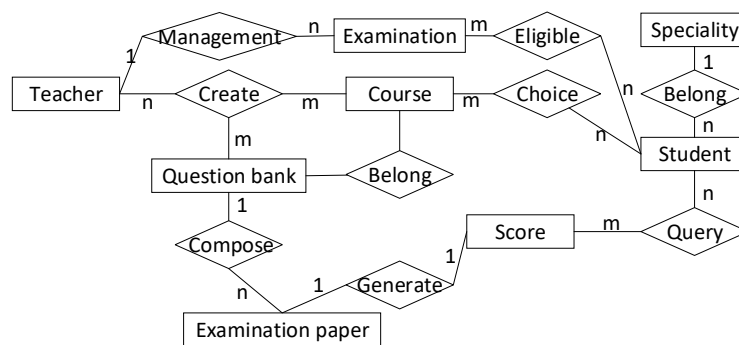 Management n Examination m Eligible Speciality
1 1
Teacher n Create m Course m Choice n Belong
m n n
Question bank Belong Student
1 n
Compose Score m Query
1
n 1 Generate
Examination paper